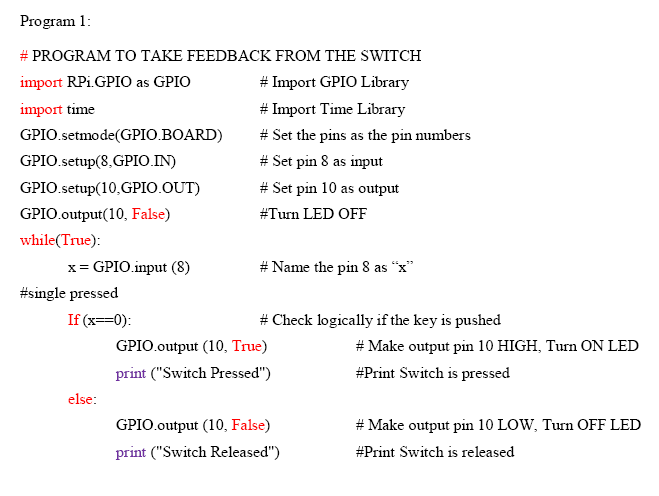 Program 1:
# PROGRAM TO TAKE FEEDBACK FROM THE SWITCH
import RPi.GPIO as GPIO # Import GPIO Library
import time # Import Time Library
GPIO.setmode(GPIO.BOARD) # Set the pins as the pin numbers
GPIO.setup(8,GPIO.IN) # Set pin 8 as input
GPIO.setup(10,GPIO.OUT) # Set pin 10 as output
GPIO.output(10, False) #Turn LED OFF
while(True):
x = GPIO.input (8) # Name the pin 8 as “x”
#single pressed
If (x==0): # Check logically if the key is pushed
GPIO.output (10, True) # Make output pin 10 HIGH, Turn ON LED
print ("Switch Pressed") #Print Switch is pressed
else:
GPIO.output (10, False) # Make output pin 10 LOW, Turn OFF LED
print ("Switch Released") #Print Switch is released